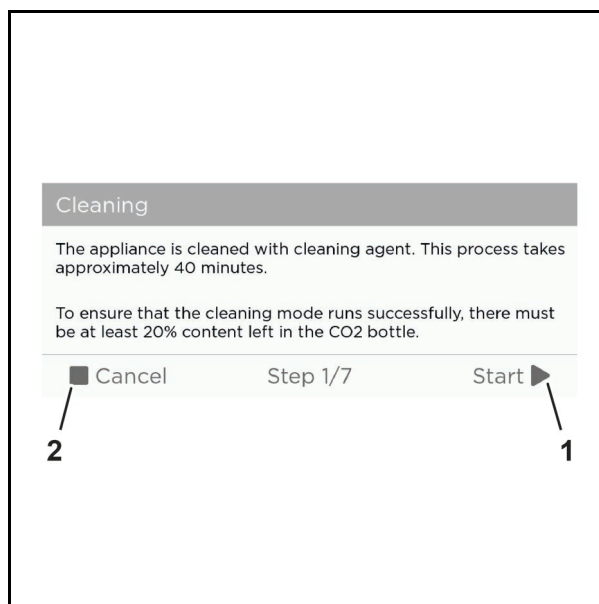 Cleaning
The appliance is cleaned with cleaning agent. This process takes
approximately 40 minutes.
To ensure that the cleaning mode runs successfully, there must
be at least 20% content left in the CO2 bottle.
Cancel Step 1/7 Start
2 1